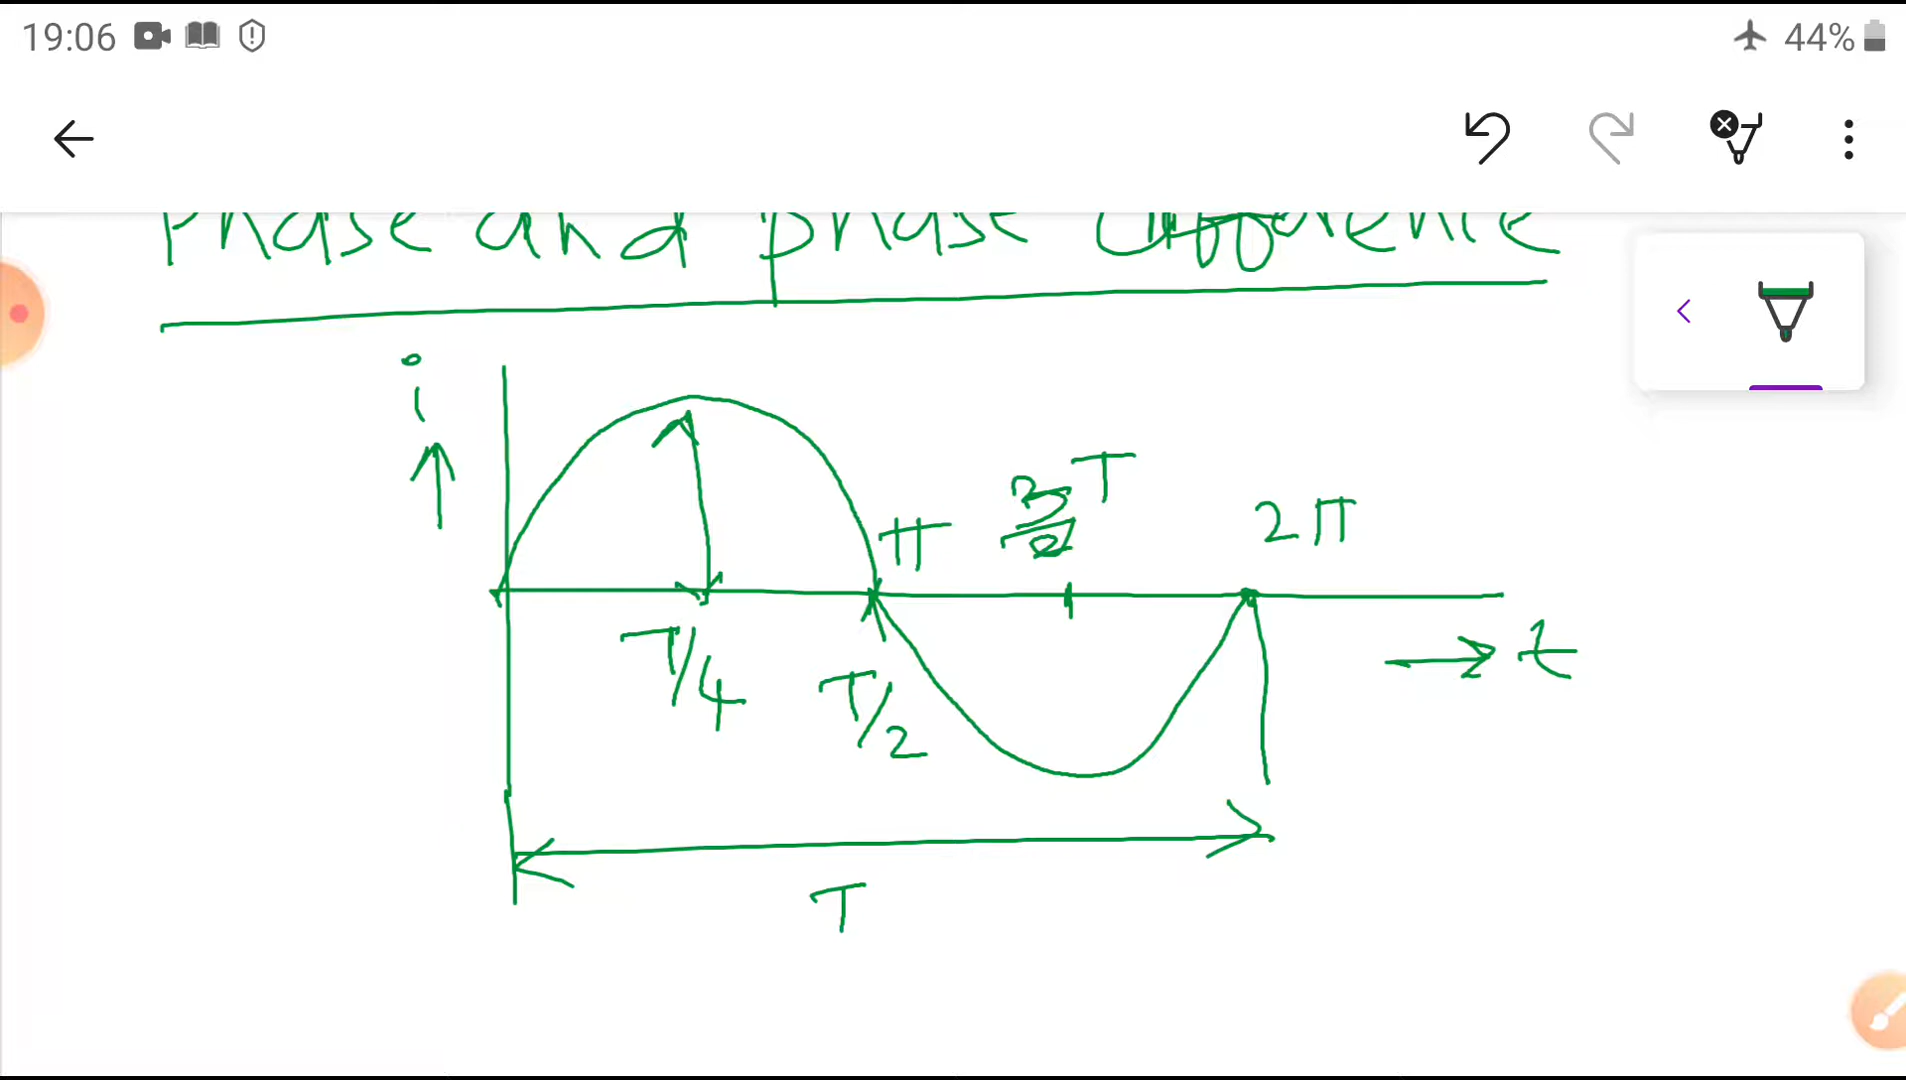 19:06 44%
Phase and phase difference
i
T
3/2
π
2π
t
T/4
T/2
T